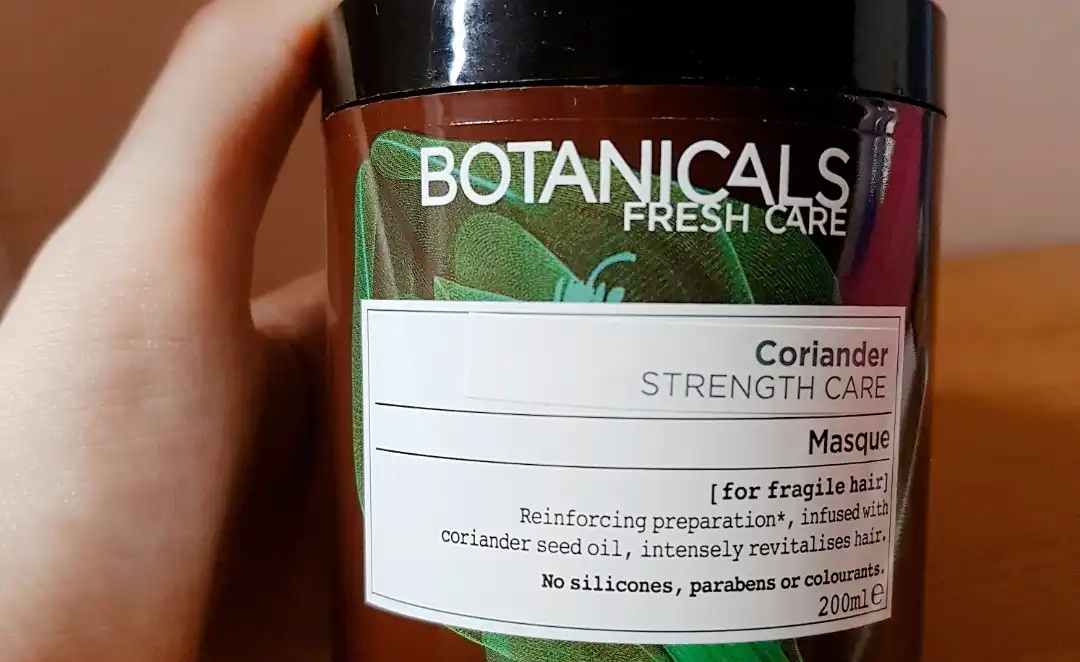 BOTANICALS
FRESH CARE
Coriander
STRENGTH CARE
Masque
[for fragile hair]
Reinforcing preparation*, infused with
coriander seed oil, intensely revitalises hair.
No silicones, parabens or colourants.
200ml ℮